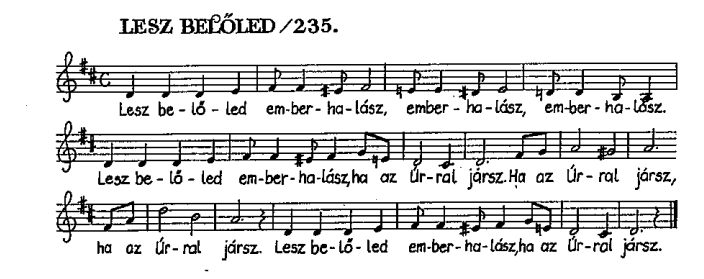 LESZ BELŐLED /235.
Lesz be - lő - led em-ber-ha-lász, ember-ha-lász, em-ber-ha-lász.
Lesz be - lő - led em-ber-ha-lász,ha az Úr-ral jársz.Ha az Úr-ral jársz,
ha az Úr-ral jársz. Lesz be-lő-led em-ber-ha-lász,ha az Úr-ral jársz.